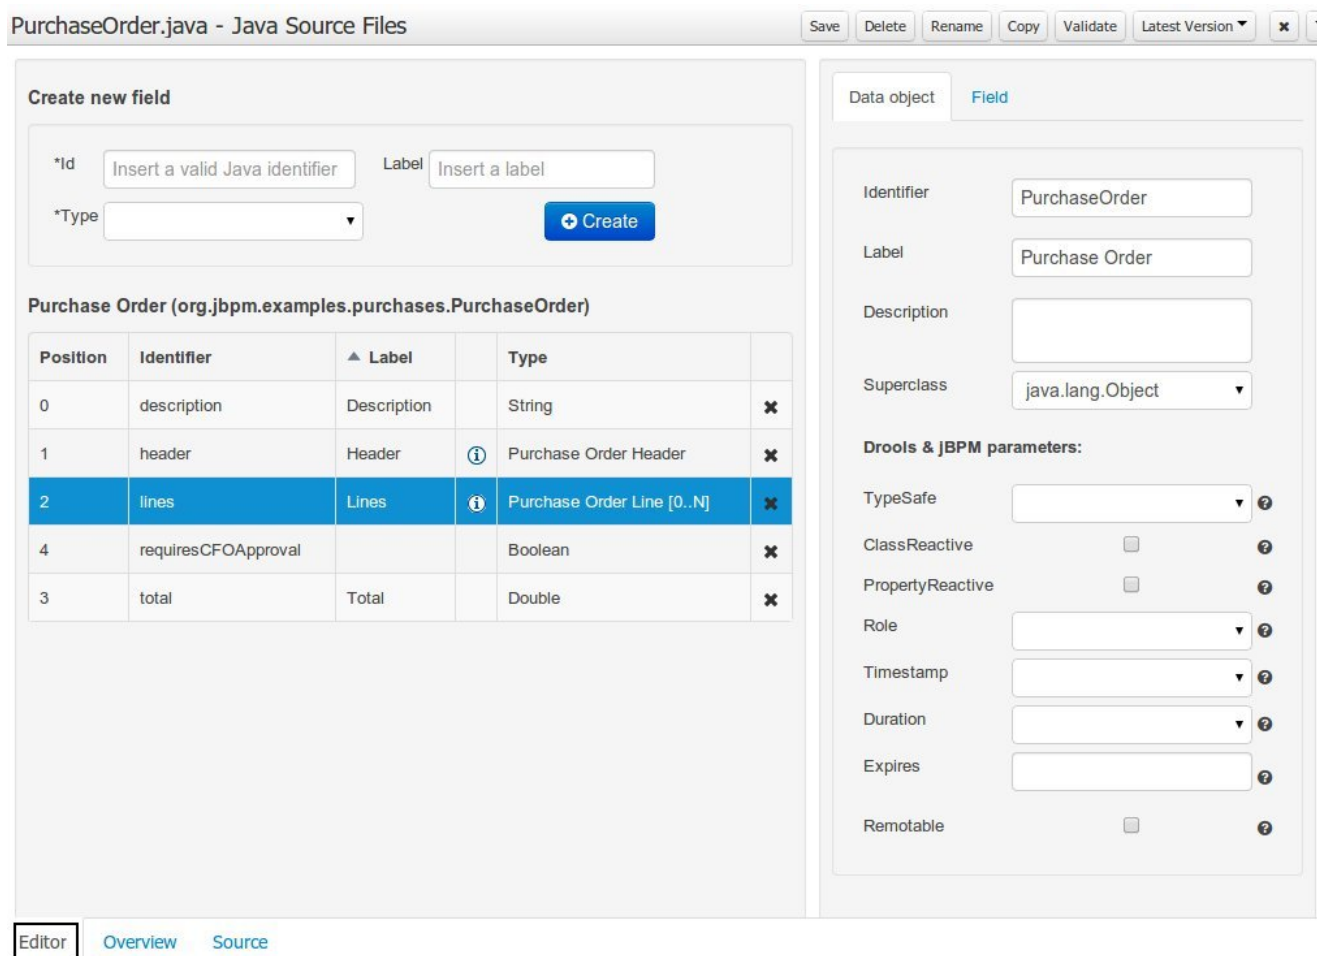 PurchaseOrder.java - Java Source Files
Save Delete Rename Copy Validate Latest Version
Create new field
*Id Insert a valid Java identifier Label Insert a label
*Type
Create
Purchase Order (org.jbpm.examples.purchases.PurchaseOrder)
Position Identifier Label Type
0 description Description String
1 header Header Purchase Order Header
2 lines Lines Purchase Order Line [0..N]
4 requiresCFOApproval Boolean
3 total Total Double
Data object Field
Identifier PurchaseOrder
Label Purchase Order
Description
Superclass java.lang.Object
Drools & jBPM parameters:
TypeSafe
ClassReactive
PropertyReactive
Role
Timestamp
Duration
Expires
Remotable
Editor Overview Source